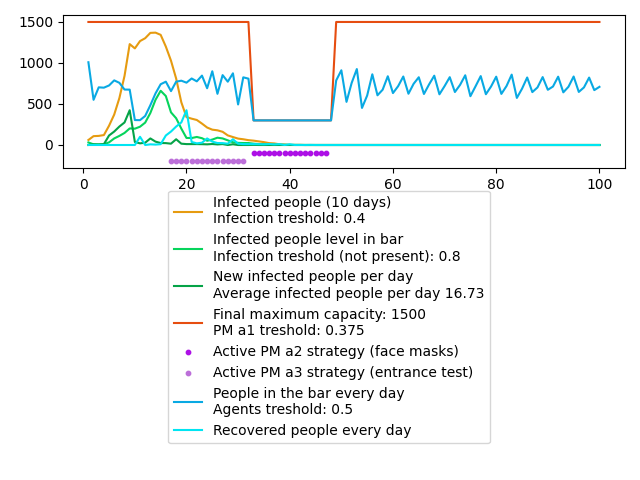 1500
1000
500
0
0
20
40
60
80
100
Infected people (10 days)
Infection treshold: 0.4
Infected people level in bar
Infection treshold (not present): 0.8
New infected people per day
Average infected people per day 16.73
Final maximum capacity: 1500
PM a1 treshold: 0.375
Active PM a2 strategy (face masks)
Active PM a3 strategy (entrance test)
People in the bar every day
Agents treshold: 0.5
Recovered people every day